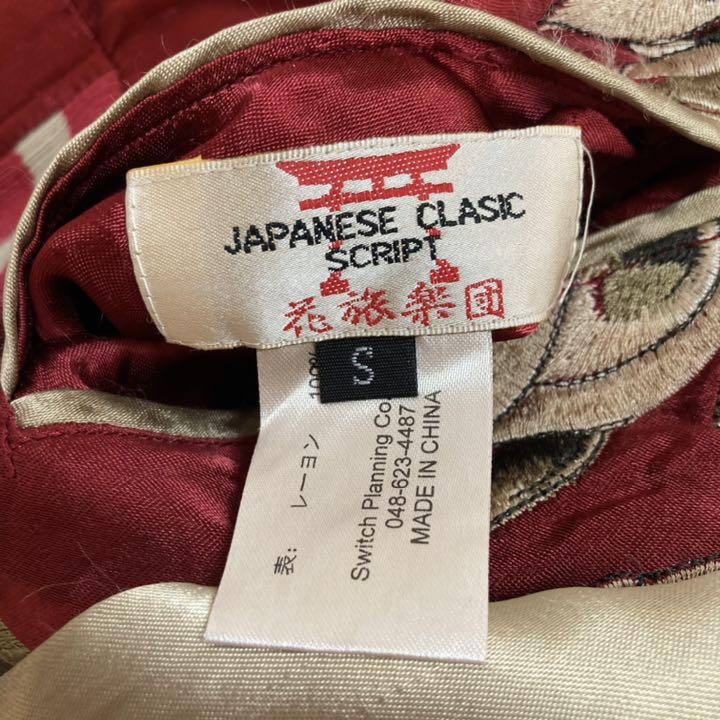 JAPANESE CLASIC
SCRIPT
花旅楽団
S
表: レーヨン 100%
Switch Planning Co.
048-623-4487
MADE IN CHINA